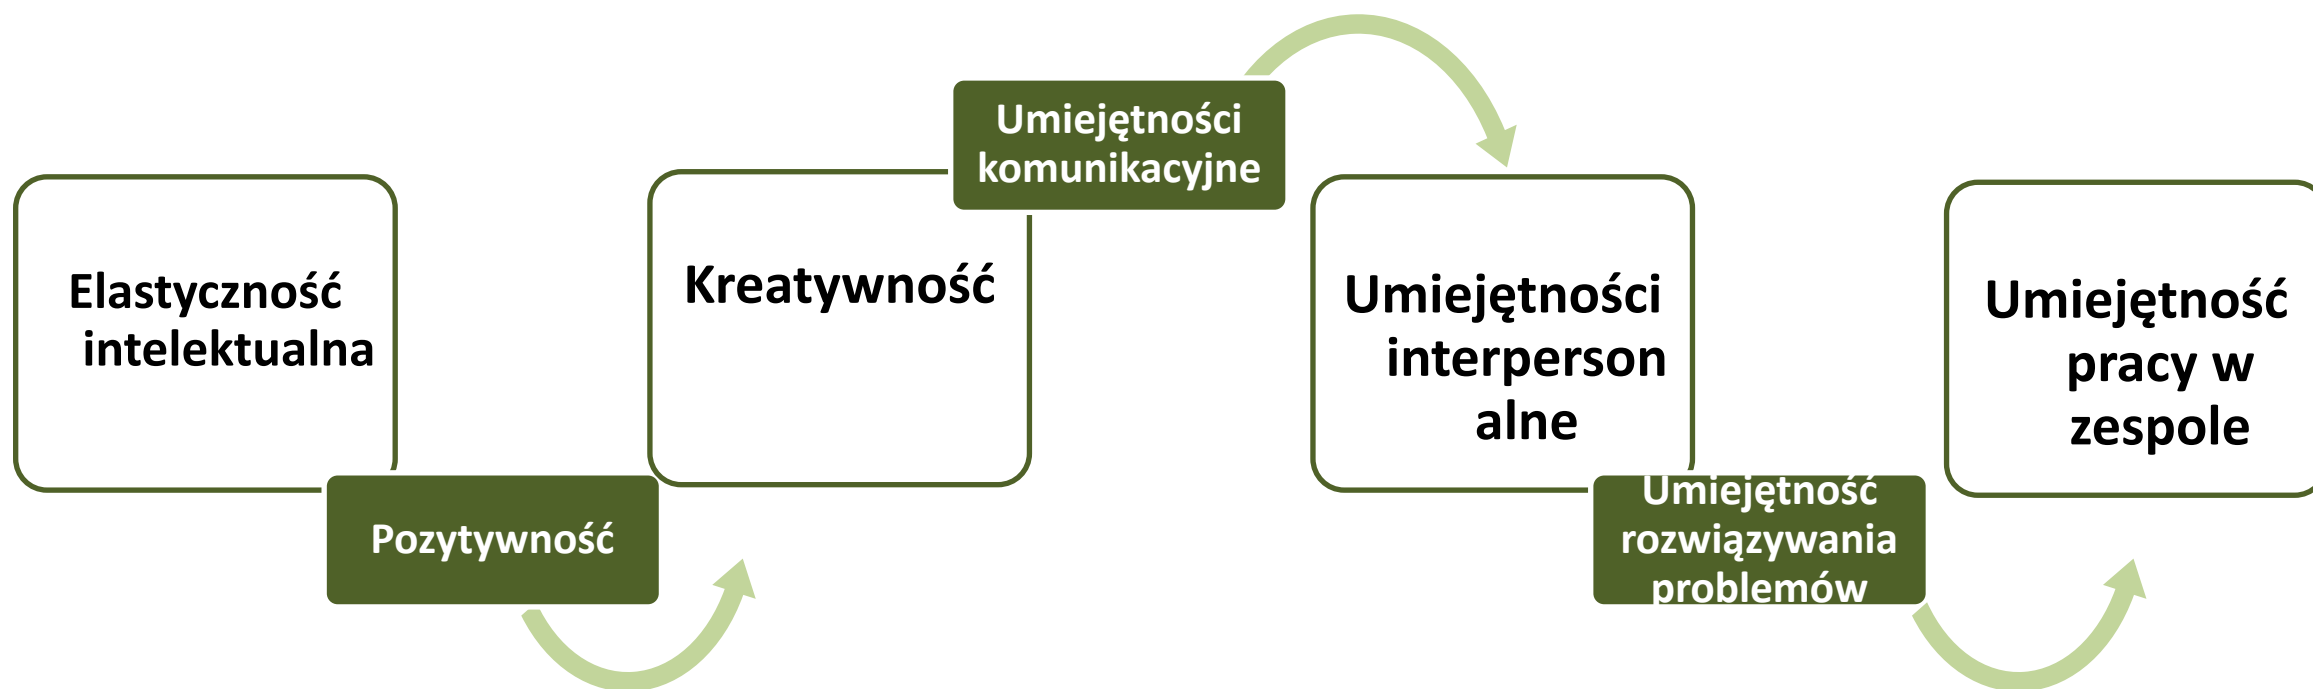 Elastyczność
intelektualna
Pozytywność
Kreatywność
Umiejętności
komunikacyjne
Umiejętności
interperson
alne
Umiejętność
rozwiązywania
problemów
Umiejętność
pracy w
zespole